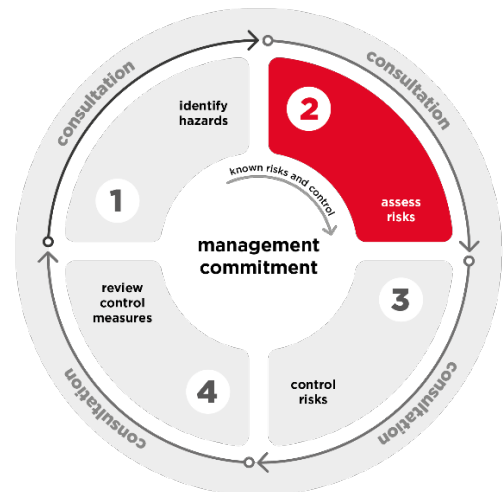 consultation
consultation
identify
hazards
1
2
assess
risks
known risks and control
management
commitment
review
control
measures
4
3
control
risks
consultation
consultation